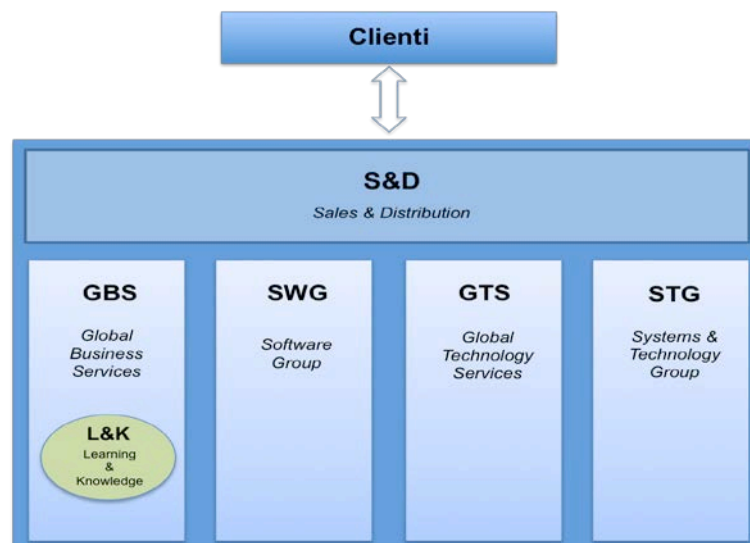 Clienti
S&D
Sales & Distribution
GBS
Global
Business
Services
L&K
Learning
&
Knowledge
SWG
Software
Group
GTS
Global
Technology
Services
STG
Systems &
Technology
Group